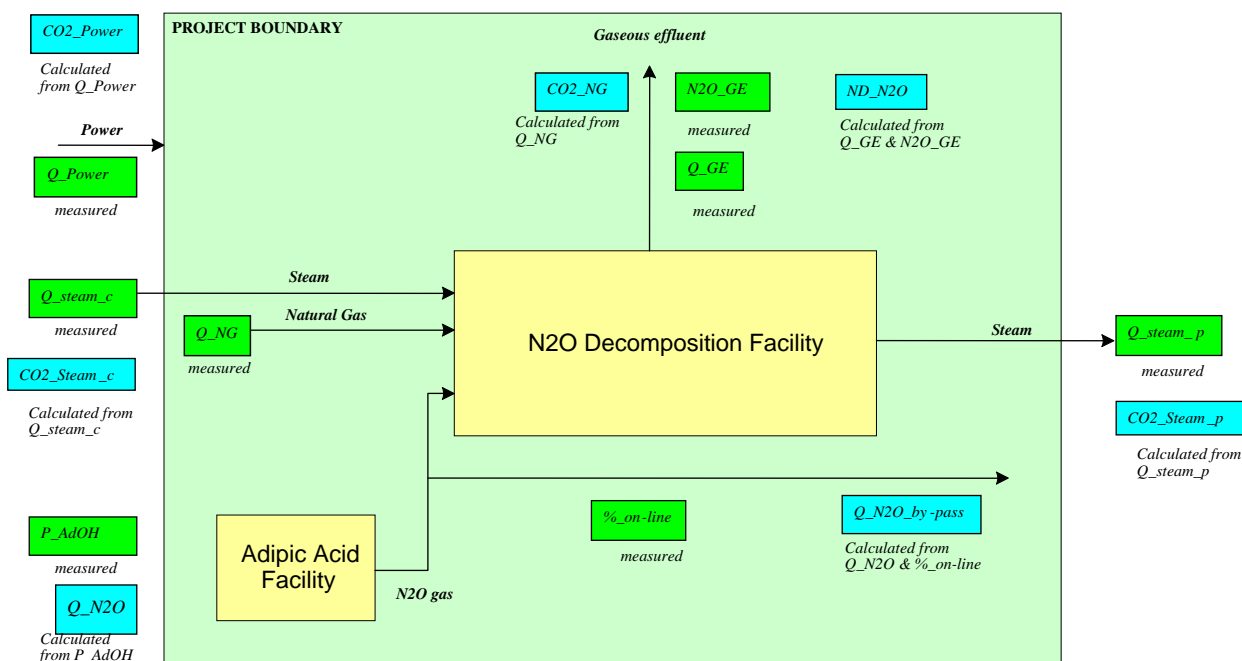 CO2_Power
Calculated
from Q_Power
Power
Q_Power
measured
Q_steam_c
measured
CO2_Steam_c
Calculated from
Q_steam_c
P_AdOH
measured
Q_N2O
Calculated
from P_AdOH
PROJECT BOUNDARY
Gaseous effluent
CO2_NG
Calculated from
Q_NG
N2O_GE
measured
Q_GE
measured
ND_N2O
Calculated from
Q_GE & N2O_GE
Steam
Natural Gas
Q_NG
measured
N2O Decomposition Facility
Steam
Adipic Acid
Facility
N2O gas
%_on-line
measured
Q_N2O_by-pass
Calculated from
Q_N2O & %_on-line
Q_steam_p
measured
CO2_Steam_p
Calculated from
Q_steam_p